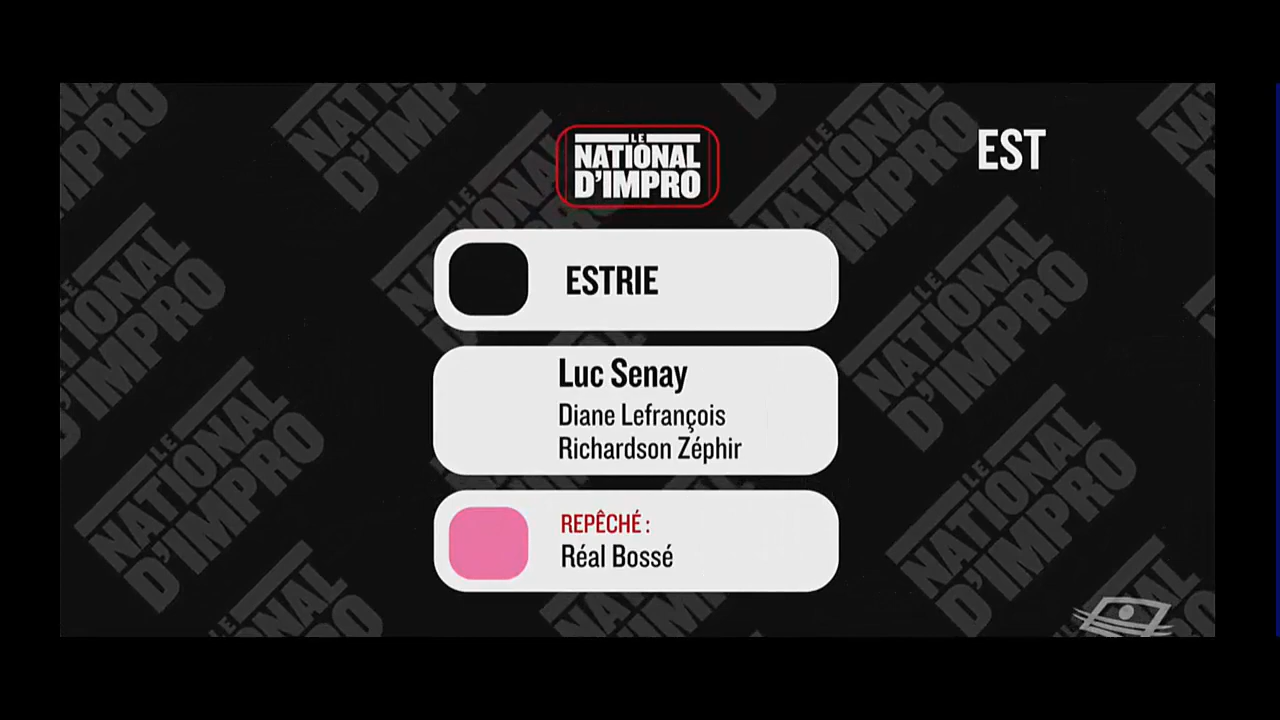 LE
NATIONAL
D'IMPRO
EST
ESTRIE
Luc Senay
Diane Lefrançois
Richardson Zéphir
REPÊCHÉ :
Réal Bossé